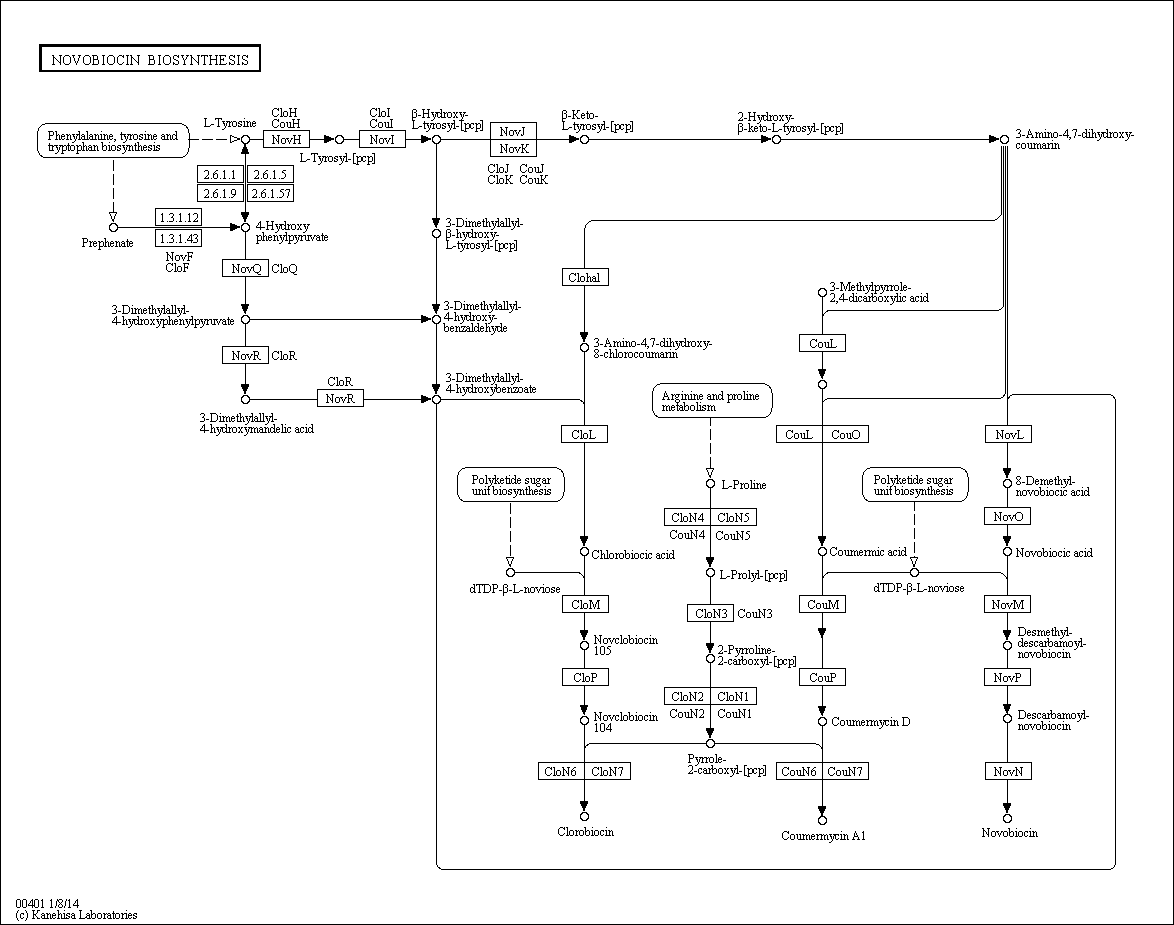 NOVOBIOCIN BIOSYNTHESIS
Phenylalanine, tyrosine and
tryptophan biosynthesis
L-Tyrosine
CloH
CouH
NovH
L-Tyrosyl-[pcp]
CloI
CouI
NovI
β-Hydroxy-
L-tyrosyl-[pcp]
NovJ
NovK
CloJ CouJ
CloK CouK
β-Keto-
L-tyrosyl-[pcp]
2-Hydroxy-
β-keto-L-tyrosyl-[pcp]
3-Amino-4,7-dihydroxy-
coumarin
2.6.1.1 2.6.1.5
2.6.1.9 2.6.1.57
Prephenate
1.3.1.12
1.3.1.43
NovF
CloF
4-Hydroxy
phenylpyruvate
NovQ CloQ
3-Dimethylallyl-
β-hydroxy-
L-tyrosyl-[pcp]
3-Dimethylallyl-
4-hydroxyphenylpyruvate
3-Dimethylallyl-
4-hydroxy-
benzaldehyde
NovR CloR
CloR
NovR
3-Dimethylallyl-
4-hydroxymandelic acid
3-Dimethylallyl-
4-hydroxybenzoate
Clohal
3-Amino-4,7-dihydroxy-
8-chlorocoumarin
3-Methylpyrrole-
2,4-dicarboxylic acid
CouL
Arginine and proline
metabolism
CloL
CouL CouO
NovL
Polyketide sugar
unif biosynthesis
L-Proline
Polyketide sugar
unif biosynthesis
8-Demethyl-
novobiocic acid
CloN4 CloN5
CouN4 CouN5
NovO
Chlorobiocic acid
Coumermic acid
Novobiocic acid
dTDP-β-L-noviose
L-Prolyl-[pcp]
dTDP-β-L-noviose
CloM
CloN3 CouN3
CouM
NovM
Novclobiocin
105
2-Pyrroline-
2-carboxyl-[pcp]
Desmethyl-
descarbamoyl-
novobiocin
CloP
CloN2 CloN1
CouN2 CouN1
CouP
NovP
Novclobiocin
104
Coumermycin D
Descarbamoyl-
novobiocin
Pyrrole-
2-carboxyl-[pcp]
CloN6 CloN7
CouN6 CouN7
NovN
Clorobiocin
Coumermycin A1
Novobiocin
00401 1/8/14
(c) Kanehisa Laboratories